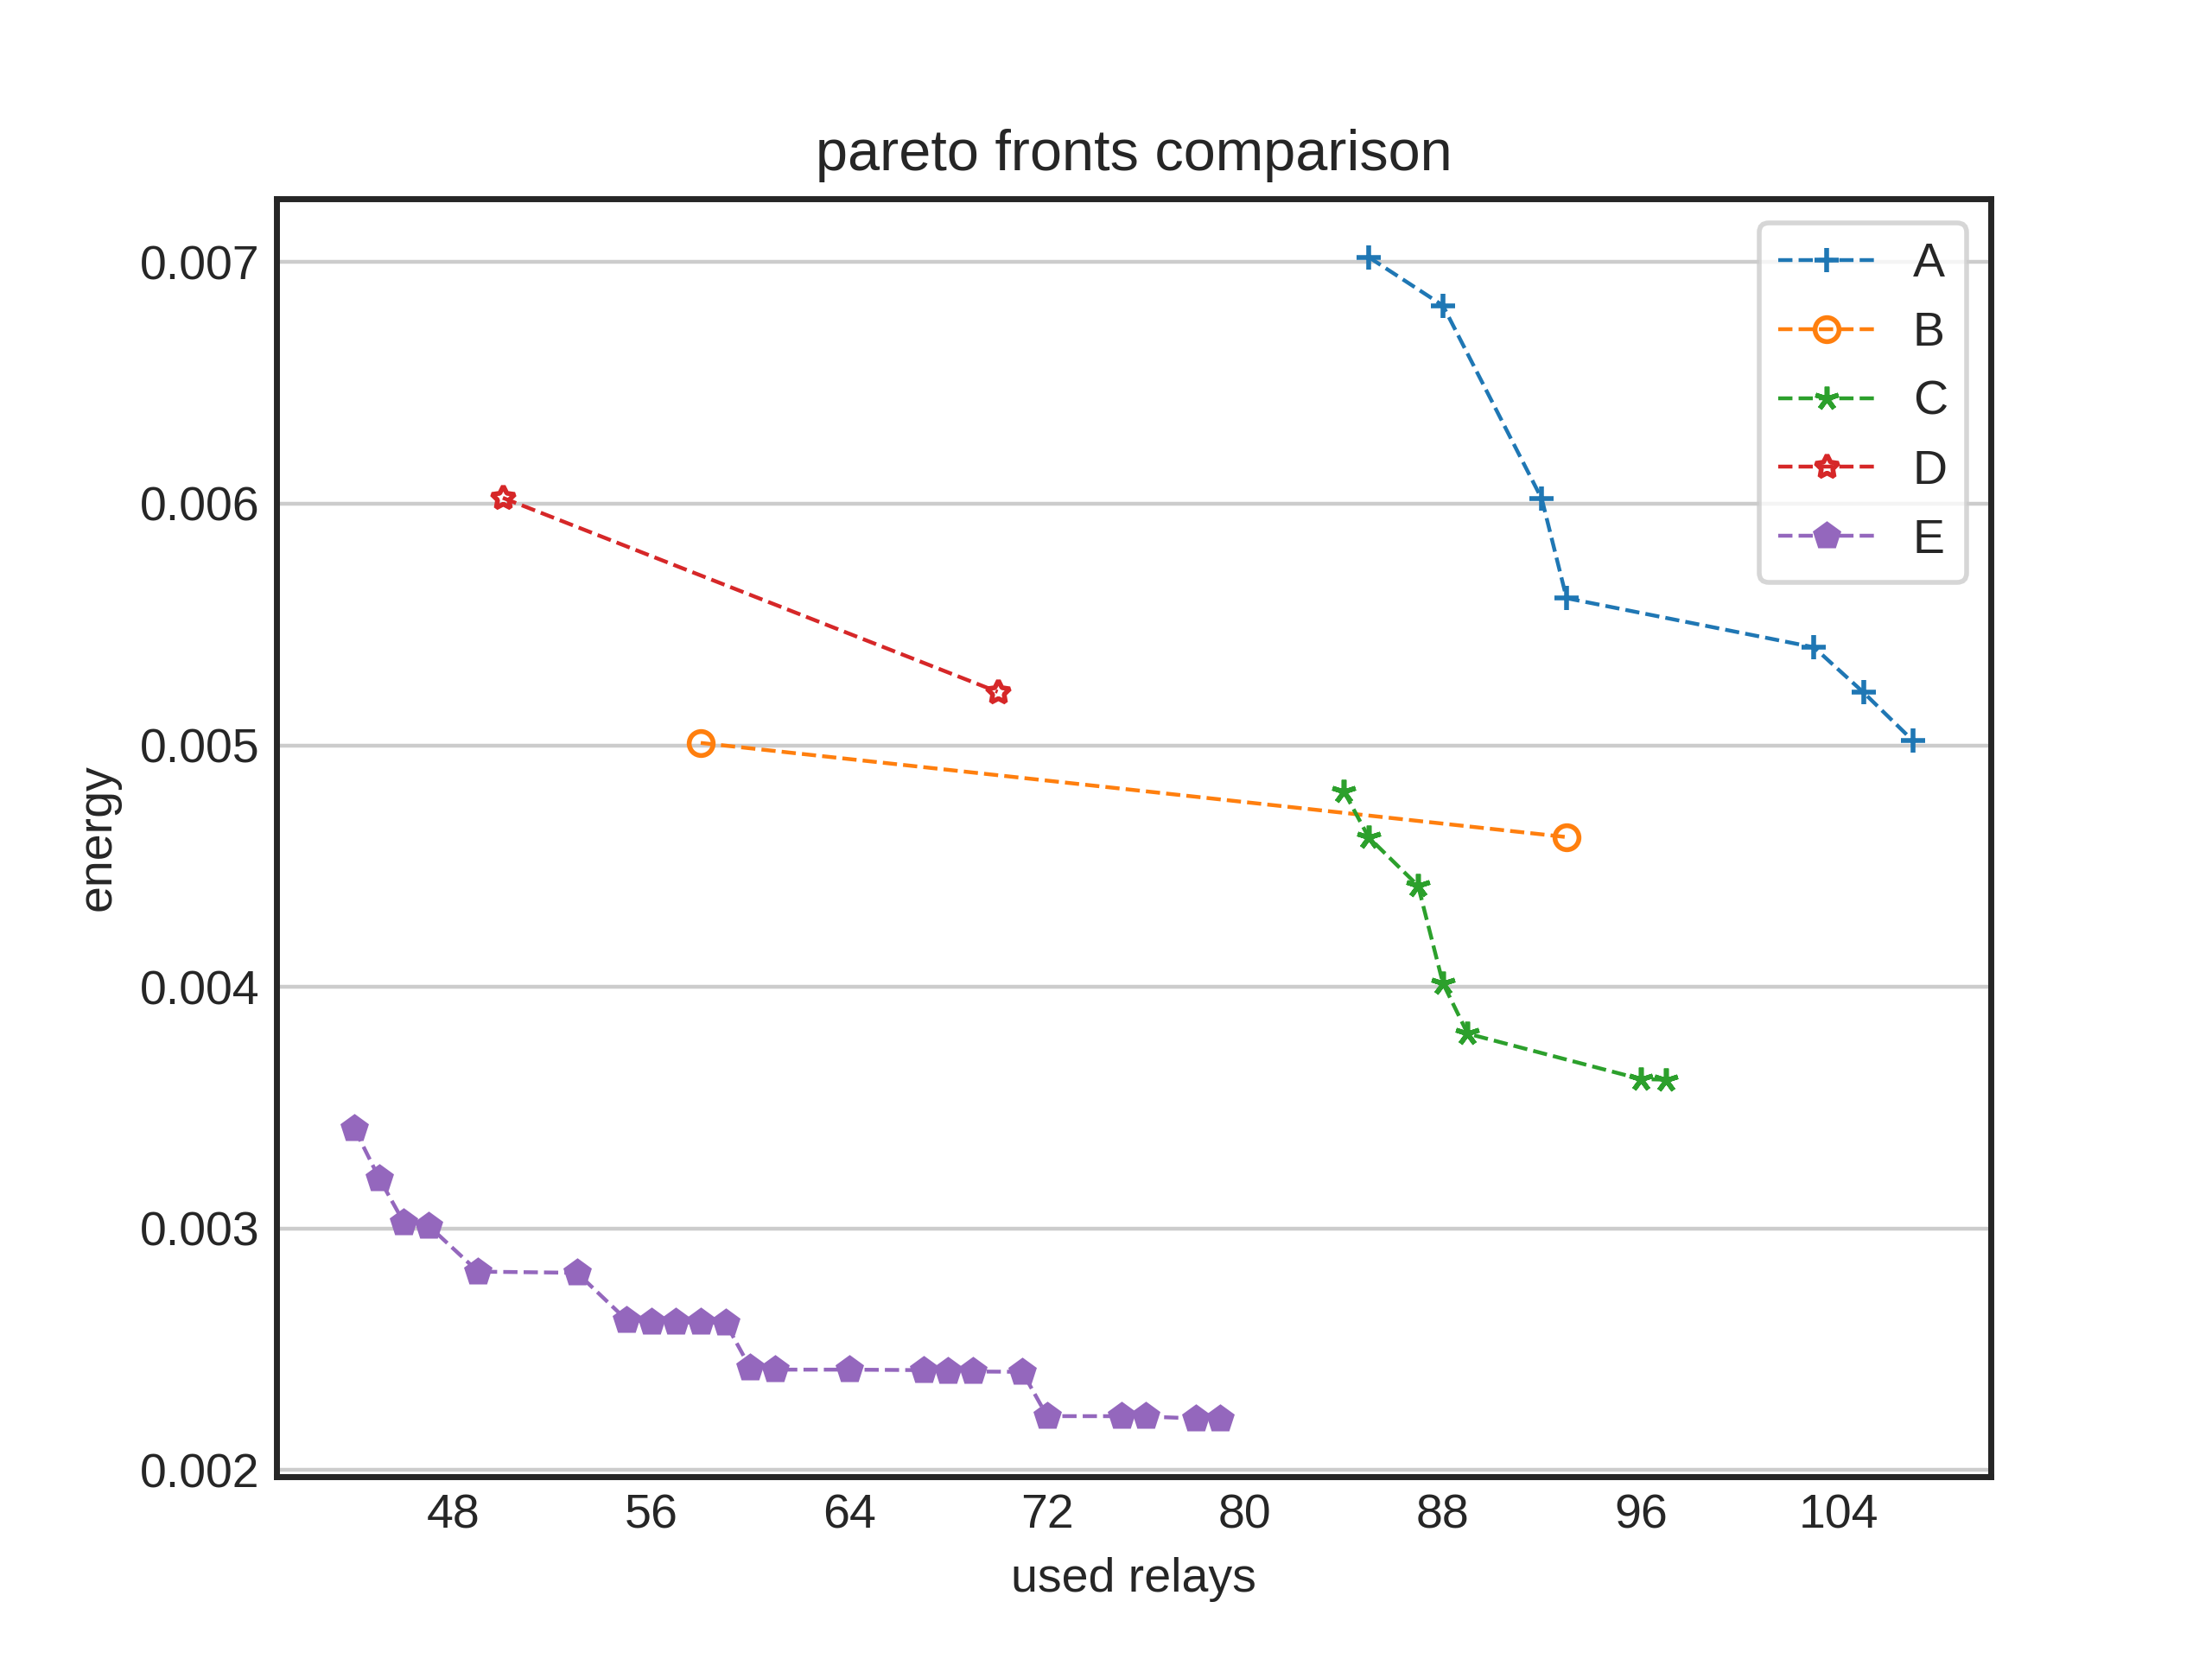 pareto fronts comparison
0.007
0.006
0.005
0.004
0.003
0.002
energy
48 56 64 72 80 88 96 104
used relays
A
B
C
D
E